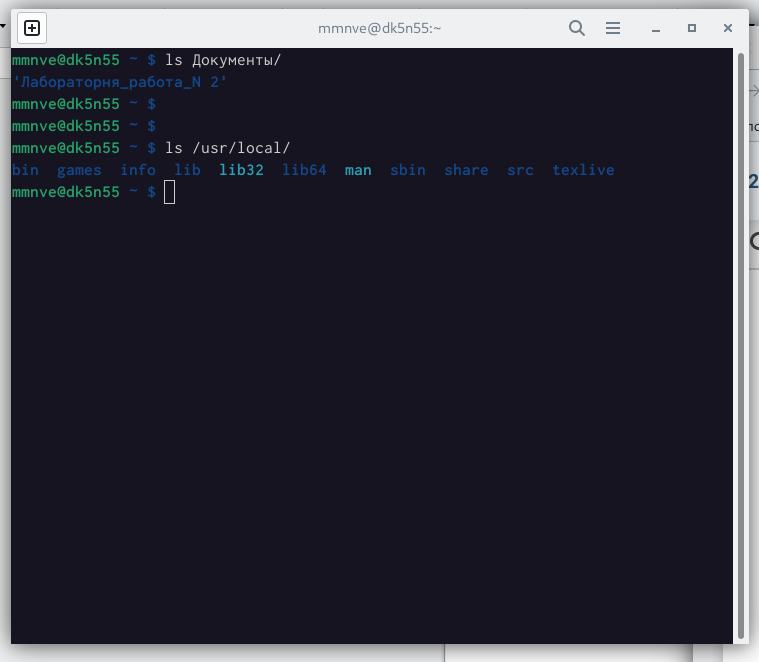 mmnve@dk5n55:~
mmnve@dk5n55 ~ $ ls Документы/
'Лабораторня_работа_N 2'
mmnve@dk5n55 ~ $
mmnve@dk5n55 ~ $
mmnve@dk5n55 ~ $ ls /usr/local/
bin games info lib lib32 lib64 man sbin share src texlive
mmnve@dk5n55 ~ $
2